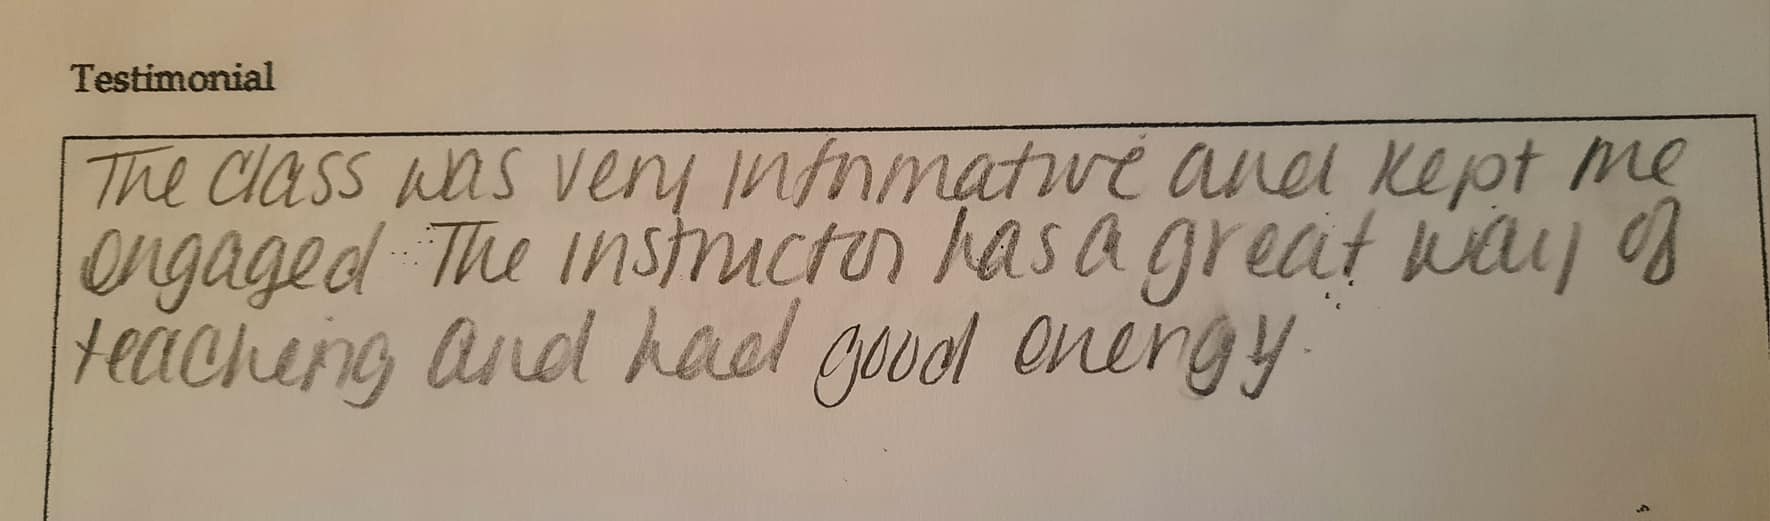 Testimonial
The class was very informative and kept me
engaged. The instructor has a great way of
teaching and had good energy.